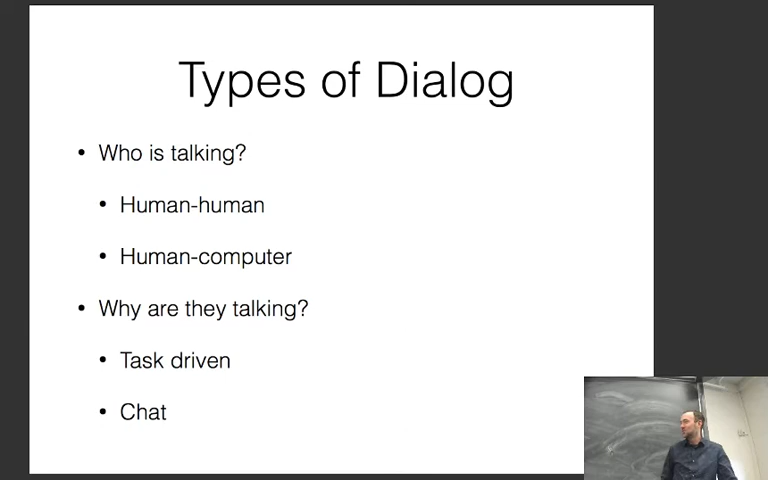 Types of Dialog
• Who is talking?
• Human-human
• Human-computer
• Why are they talking?
• Task driven
• Chat